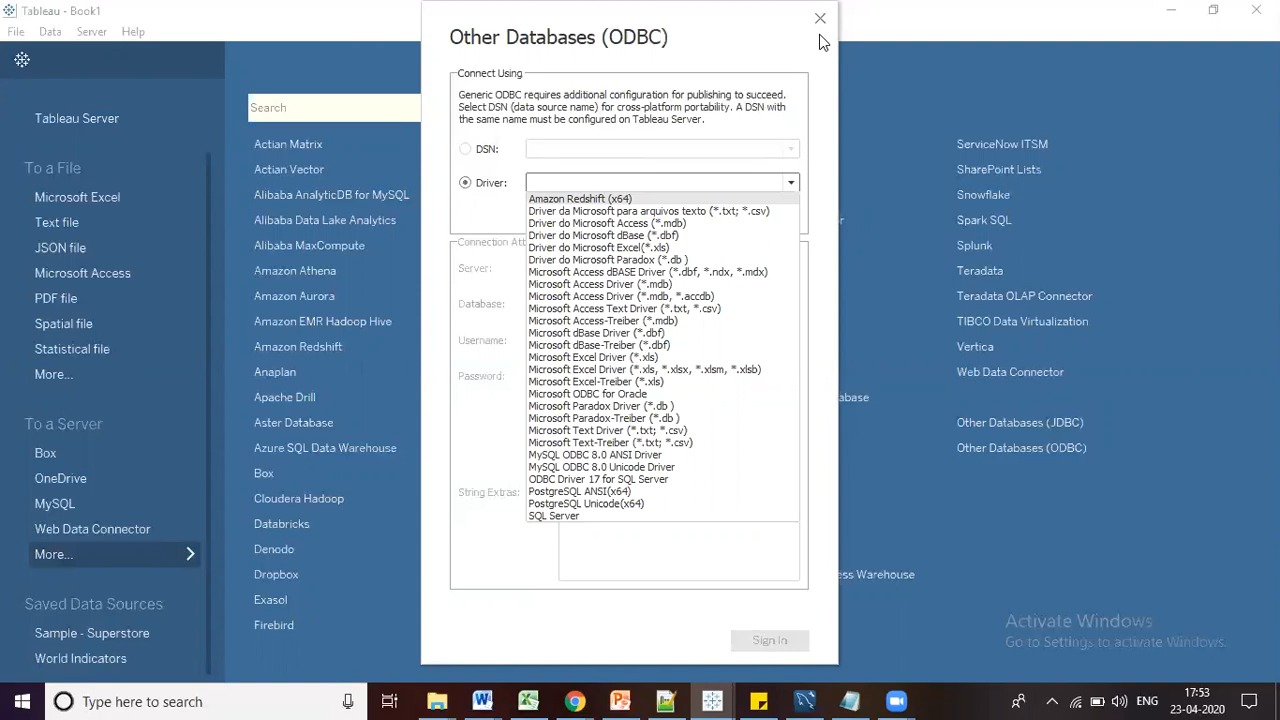 Tableau - Book1
File Data Server Help
Tableau Server
To a File
Microsoft Excel
Text file
JSON file
Microsoft Access
PDF file
Spatial file
Statistical file
More...
To a Server
Box
OneDrive
MySQL
Web Data Connector
More...
Saved Data Sources
Sample - Superstore
World Indicators
Search
Actian Matrix
Actian Vector
Alibaba AnalyticDB for MySQL
Alibaba Data Lake Analytics
Alibaba MaxCompute
Amazon Athena
Amazon Aurora
Amazon EMR Hadoop Hive
Amazon Redshift
Anaplan
Apache Drill
Aster Database
Azure SQL Data Warehouse
Box
Cloudera Hadoop
Databricks
Denodo
Dropbox
Exasol
Firebird
Other Databases (ODBC)
Connect Using
Generic ODBC requires additional configuration for publishing to succeed.
Select DSN (data source name) for cross-platform portability. A DSN with
the same name must be configured on Tableau Server.
DSN:
Driver:
Amazon Redshift (x64)
Driver da Microsoft para arquivos texto (*.txt; *.csv)
Driver do Microsoft Access (*.mdb)
Driver do Microsoft dBase (*.dbf)
Driver do Microsoft Excel(*.xls)
Driver do Microsoft Paradox (*.db )
Microsoft Access dBASE Driver (*.dbf, *.ndx, *.mdx)
Microsoft Access Driver (*.mdb)
Microsoft Access Driver (*.mdb, *.accdb)
Microsoft Access Text Driver (*.txt, *.csv)
Microsoft Access-Treiber (*.mdb)
Microsoft dBase Driver (*.dbf)
Microsoft dBase-Treiber (*.dbf)
Microsoft Excel Driver (*.xls)
Microsoft Excel Driver (*.xls, *.xlsx, *.xlsm, *.xlsb)
Microsoft Excel-Treiber (*.xls)
Microsoft ODBC for Oracle
Microsoft Paradox Driver (*.db )
Microsoft Paradox-Treiber (*.db )
Microsoft Text Driver (*.txt; *.csv)
Microsoft Text-Treiber (*.txt; *.csv)
MySQL ODBC 8.0 ANSI Driver
MySQL ODBC 8.0 Unicode Driver
ODBC Driver 17 for SQL Server
PostgreSQL ANSI(x64)
PostgreSQL Unicode(x64)
SQL Server
Connection Att
Server:
Database:
Username:
Password:
String Extras:
Sign In
abase
ess Warehouse
ServiceNow ITSM
SharePoint Lists
Snowflake
Spark SQL
Splunk
Teradata
Teradata OLAP Connector
TIBCO Data Virtualization
Vertica
Web Data Connector
Other Databases (JDBC)
Other Databases (ODBC)
Activate Windows
Go to Settings to activate Windows.
Type here to search
ENG
17:53
23-04-2020